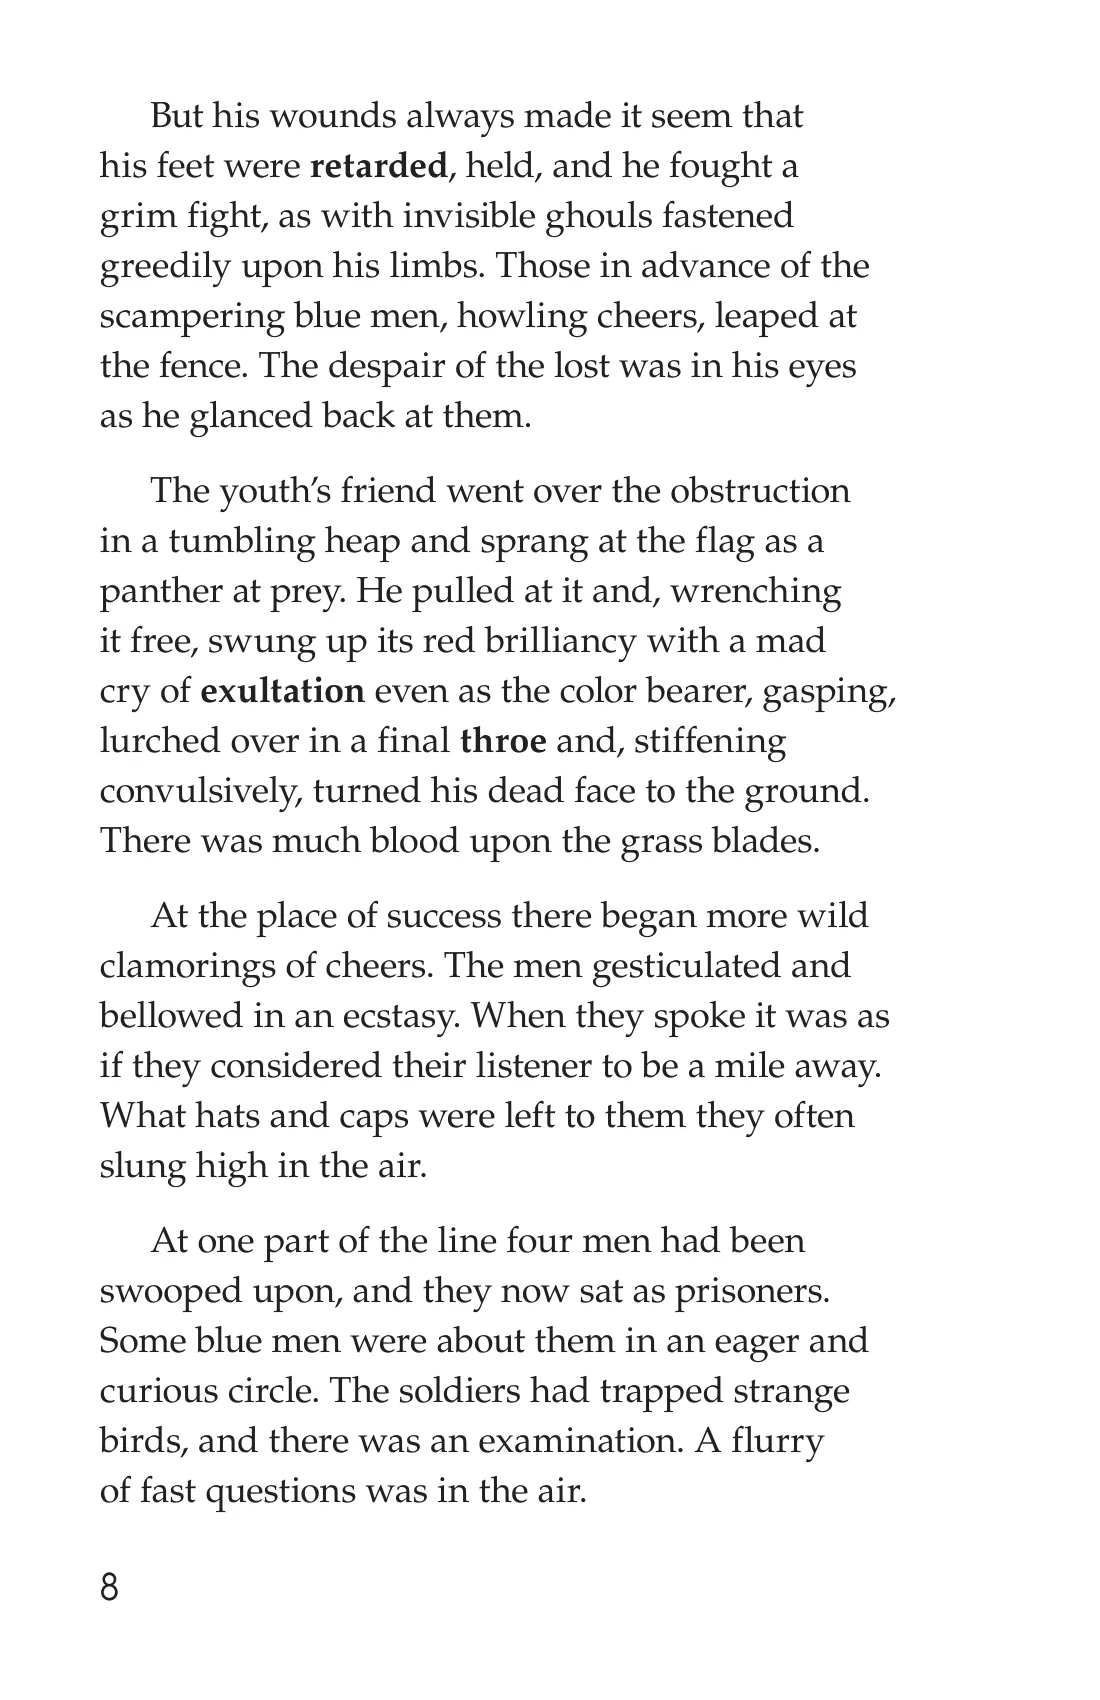 But his wounds always made it seem that
his feet were retarded, held, and he fought a
grim fight, as with invisible ghouls fastened
greedily upon his limbs. Those in advance of the
scampering blue men, howling cheers, leaped at
the fence. The despair of the lost was in his eyes
as he glanced back at them.
The youth’s friend went over the obstruction
in a tumbling heap and sprang at the flag as a
panther at prey. He pulled at it and, wrenching
it free, swung up its red brilliancy with a mad
cry of exultation even as the color bearer, gasping,
lurched over in a final throe and, stiffening
convulsively, turned his dead face to the ground.
There was much blood upon the grass blades.
At the place of success there began more wild
clamorings of cheers. The men gesticulated and
bellowed in an ecstasy. When they spoke it was as
if they considered their listener to be a mile away.
What hats and caps were left to them they often
slung high in the air.
At one part of the line four men had been
swooped upon, and they now sat as prisoners.
Some blue men were about them in an eager and
curious circle. The soldiers had trapped strange
birds, and there was an examination. A flurry
of fast questions was in the air.
8